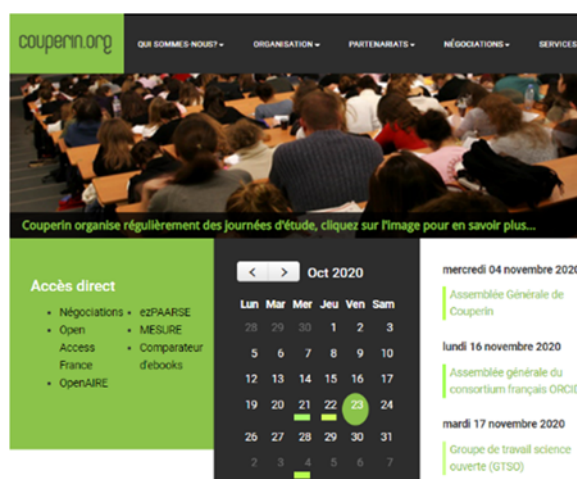 couperin.org
QUI SOMMES-NOUS?
ORGANISATION
PARTENARIATS
NÉGOCIATIONS
SERVICES
Couperin organise régulièrement des journées d'étude, cliquez sur l'image pour en savoir plus...
Accès direct
Négociations
Open
Access
France
OpenAIRE
ezPAARSE
MESURE
Comparateur
d'ebooks
< > Oct 2020
Lun Mar Mer Jeu Ven Sam
28 29 30 1 2 3
5 6 7 8 9 10
12 13 14 15 16 17
19 20 21 22 23 24
26 27 28 29 30 31
2 3 4 5 6 7
mercredi 04 novembre 2020
Assemblée Générale de
Couperin
lundi 16 novembre 2020
Assemblée générale du
consortium français ORCID
mardi 17 novembre 2020
Groupe de travail science
ouverte (GTSO)